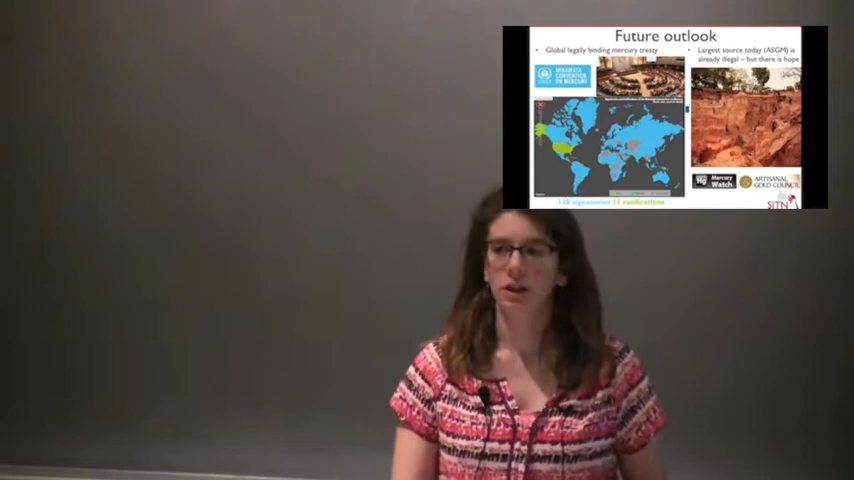 Future outlook
• Global legally binding mercury treaty
• Largest source today (ASGM) is
already illegal – but there is hope
MINAMATA
CONVENTION
ON MERCURY
Hg Mercury
Watch
ARTISANAL
GOLD COUNCIL
128 signatories 11 ratifications
SITN